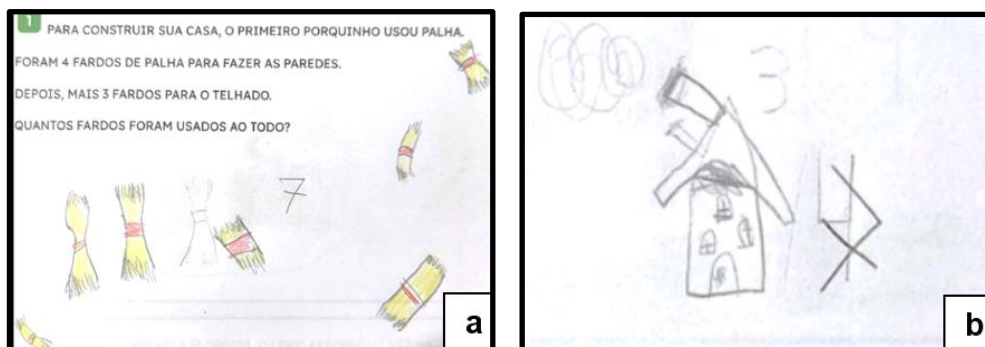 1
PARA CONSTRUIR SUA CASA, O PRIMEIRO PORQUINHO USOU PALHA.
FORAM 4 FARDOS DE PALHA PARA FAZER AS PAREDES.
DEPOIS, MAIS 3 FARDOS PARA O TELHADO.
QUANTOS FARDOS FORAM USADOS AO TODO?
7
a
3
b